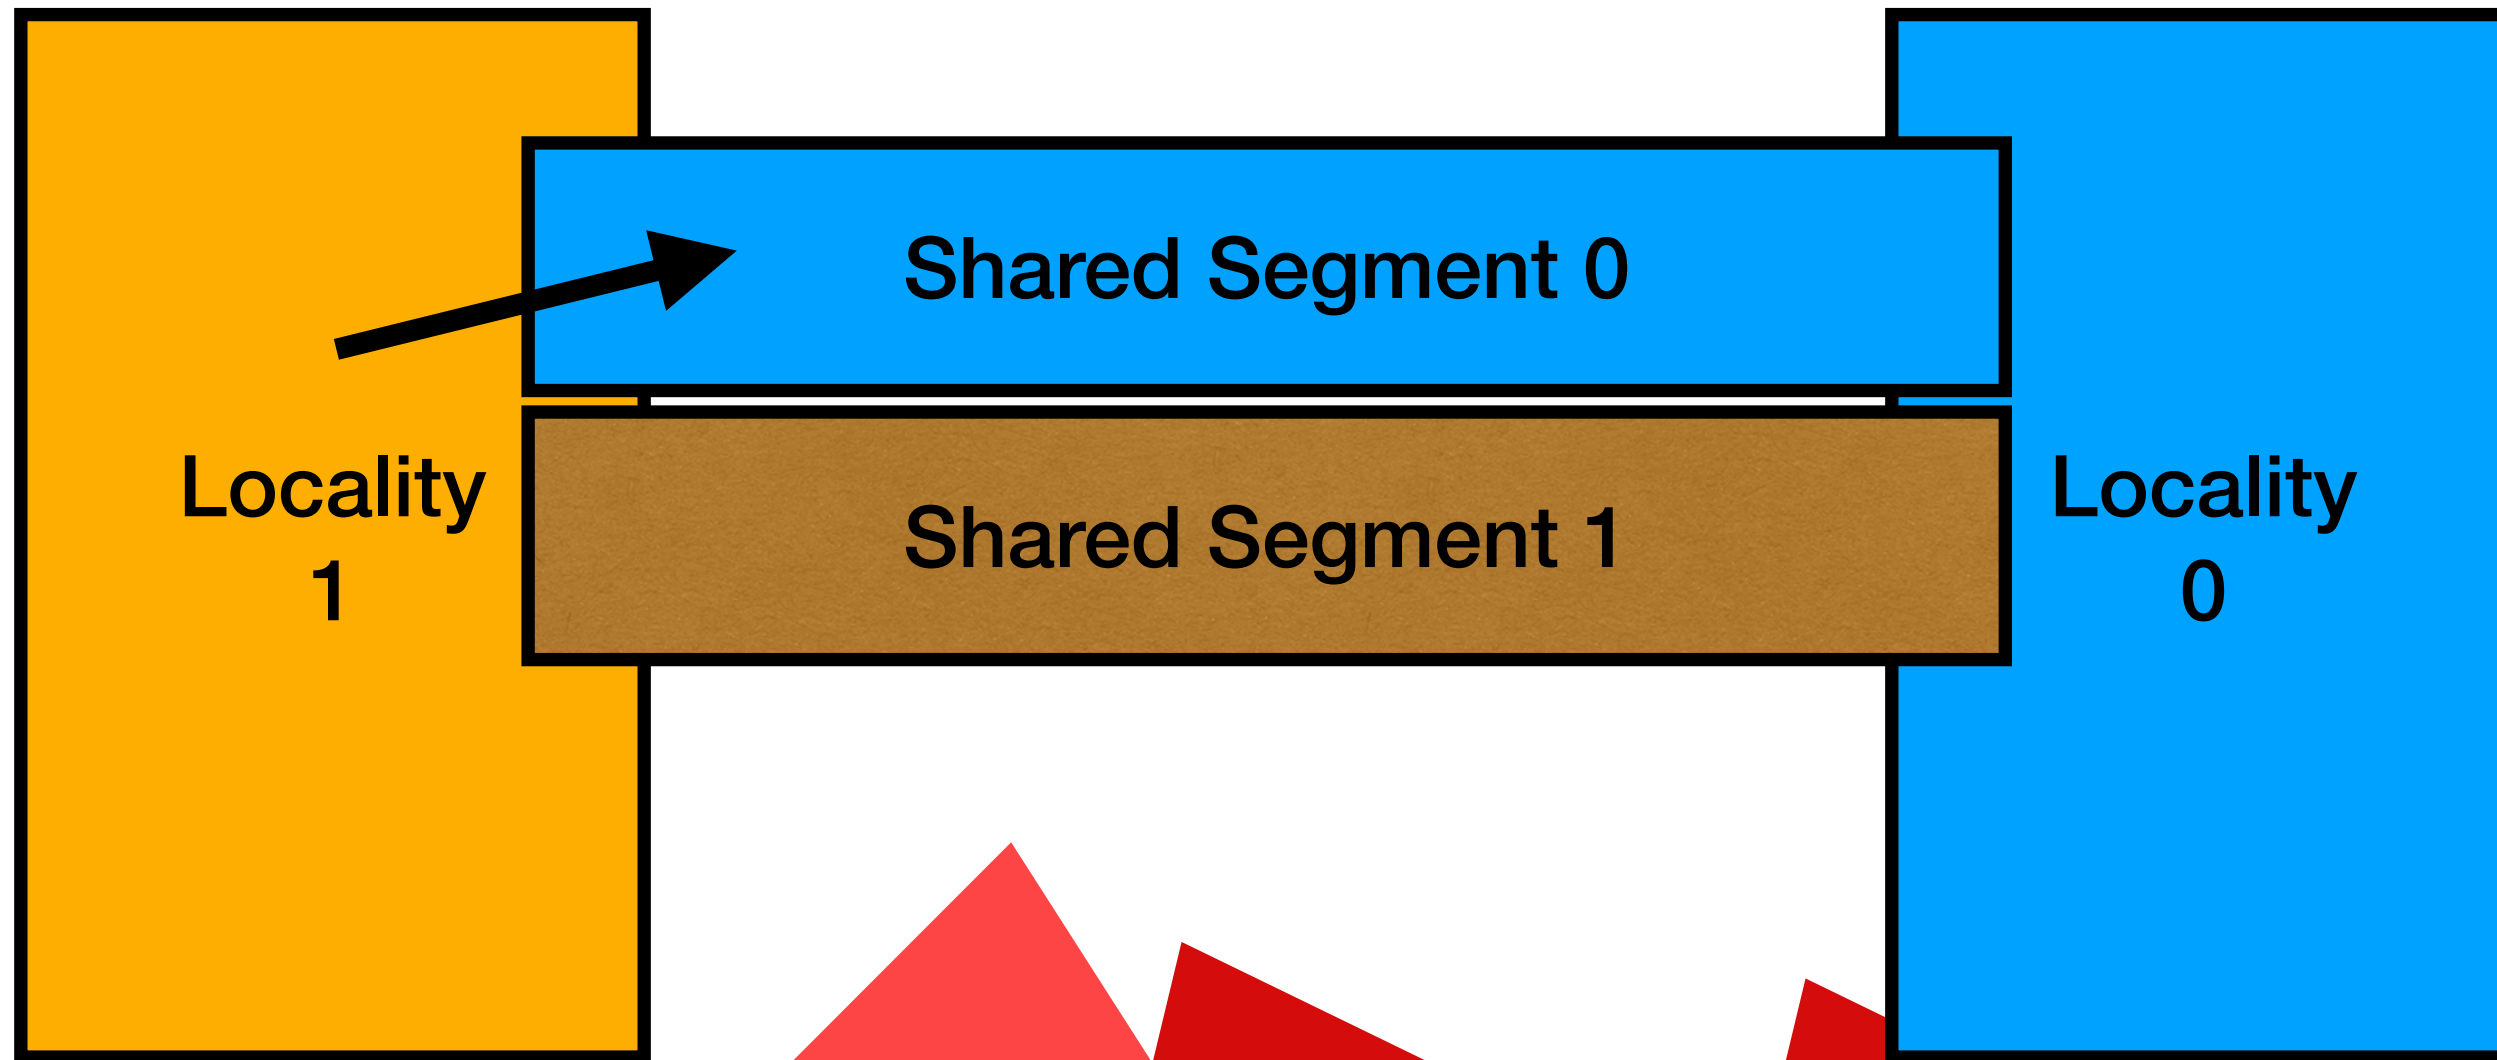 Shared Segment 0
Locality
1
Shared Segment 1
Locality
0